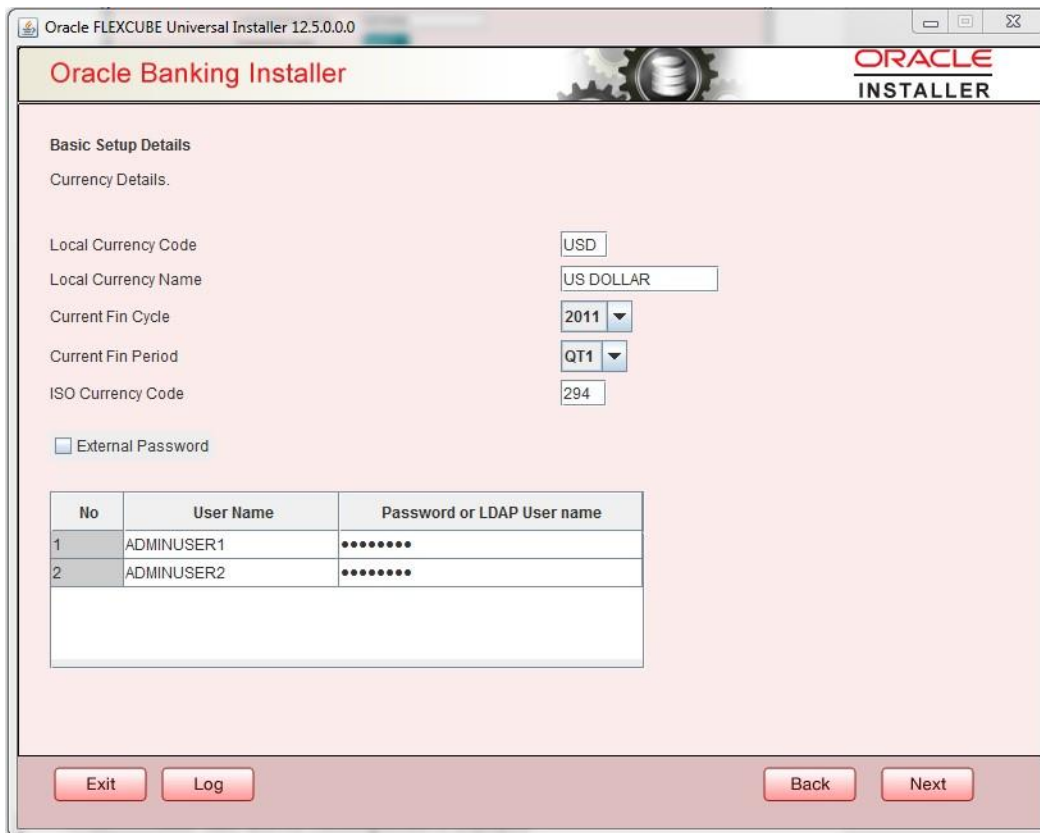 Oracle FLEXCUBE Universal Installer 12.5.0.0.0
Oracle Banking Installer
ORACLE
INSTALLER
Basic Setup Details
Currency Details.
Local Currency Code USD
Local Currency Name US DOLLAR
Current Fin Cycle 2011
Current Fin Period QT1
ISO Currency Code 294
External Password
No User Name Password or LDAP User name
1 ADMINUSER1 ••••••••
2 ADMINUSER2 ••••••••
Exit Log Back Next